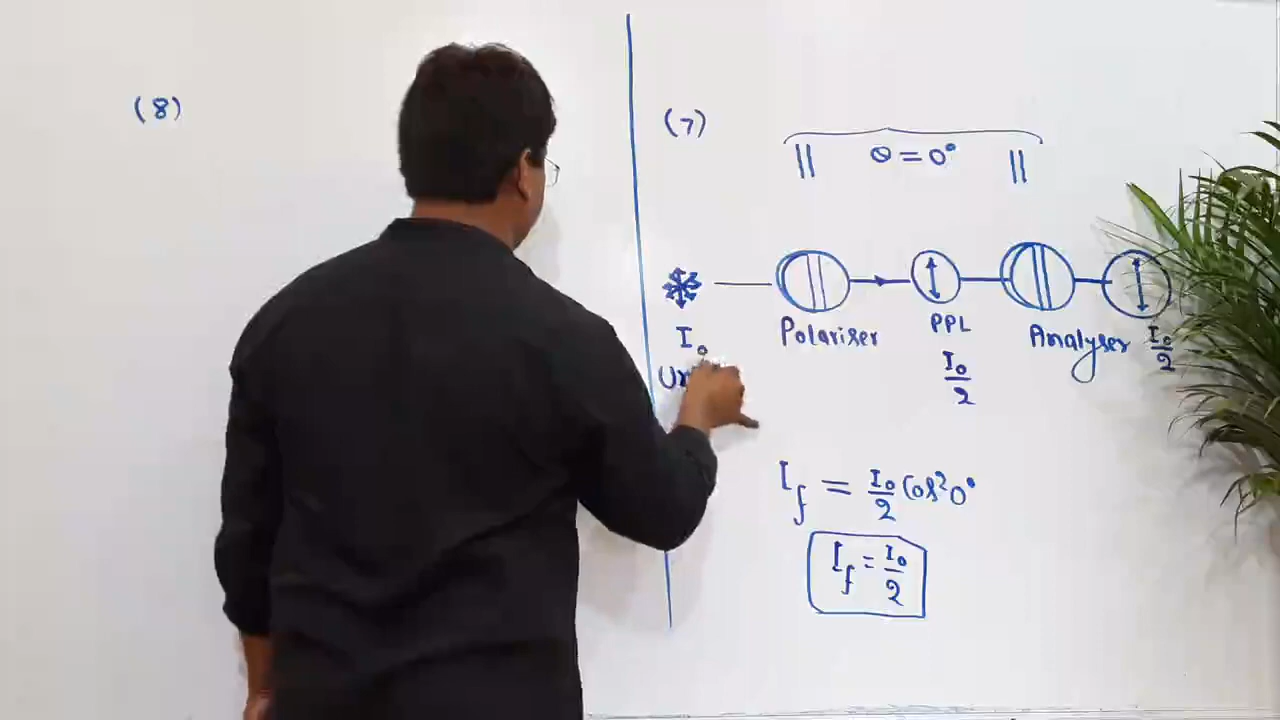 (8)
(7)
|| θ = 0° ||
I₀
Polariser
PPL
I₀/2
Analyser
I₀/2
I_f = I₀/2 Cos²0°
I_f = I₀/2